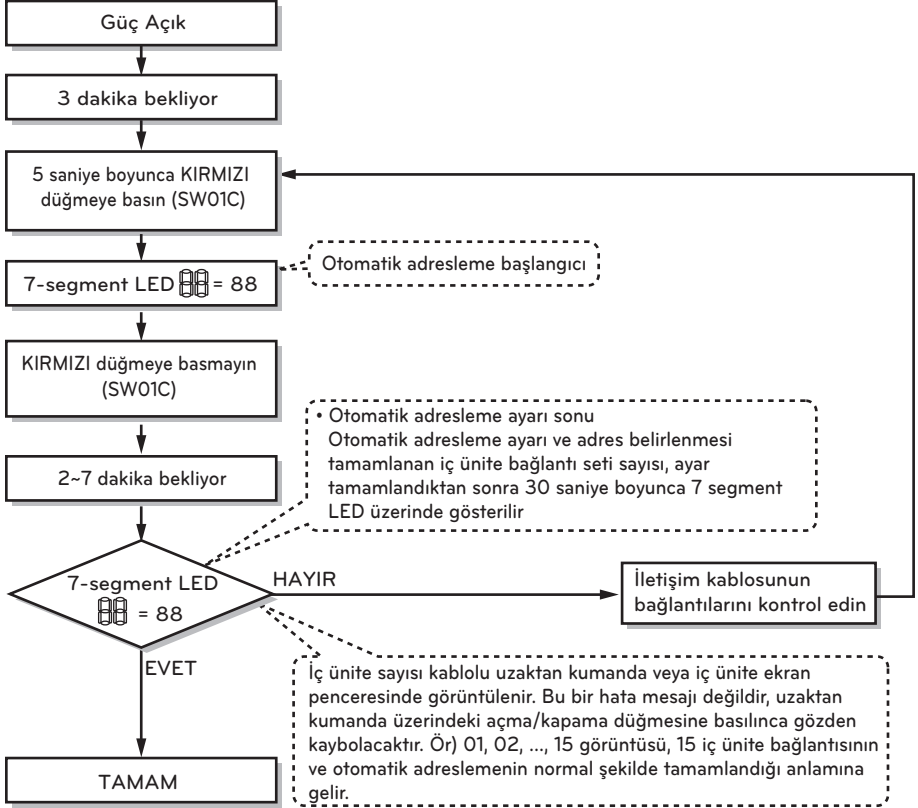 Güç Açık
3 dakika bekliyor
5 saniye boyunca KIRMIZI
düğmeye basın (SW01C)
7-segment LED 88 = 88
Otomatik adresleme başlangıcı
KIRMIZI düğmeye basmayın
(SW01C)
• Otomatik adresleme ayarı sonu
Otomatik adresleme ayarı ve adres belirlenmesi
tamamlanan iç ünite bağlantı seti sayısı, ayar
tamamlandıktan sonra 30 saniye boyunca 7 segment
LED üzerinde gösterilir
2~7 dakika bekliyor
7-segment LED
88 = 88
HAYIR
İletişim kablosunun
bağlantılarını kontrol edin
EVET
İç ünite sayısı kablolu uzaktan kumanda veya iç ünite ekran
penceresinde görüntülenir. Bu bir hata mesajı değildir, uzaktan
kumanda üzerindeki açma/kapama düğmesine basılınca gözden
kaybolacaktır. Ör) 01, 02, ..., 15 görüntüsü, 15 iç ünite bağlantısının
ve otomatik adreslemenin normal şekilde tamamlandığı anlamına
gelir.
TAMAM